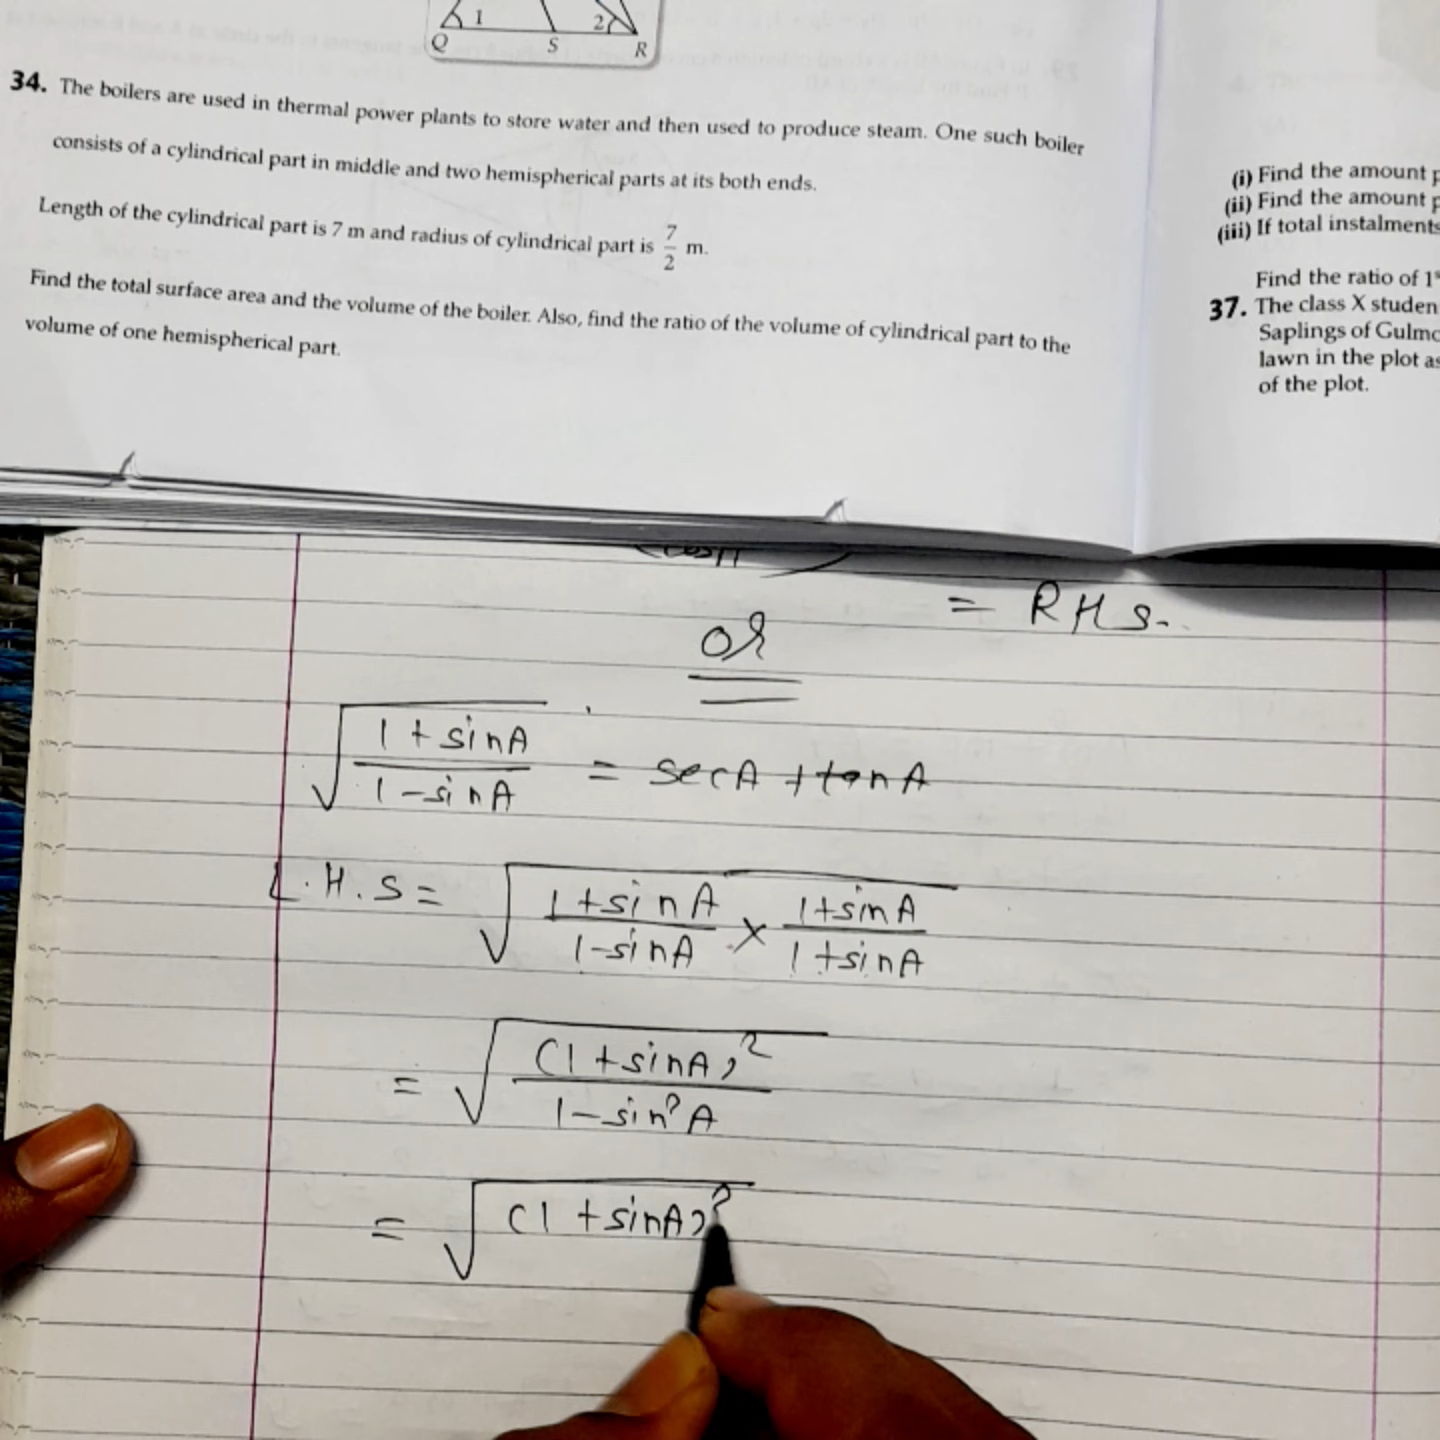 1 2
Q S R
34. The boilers are used in thermal power plants to store water and then used to produce steam. One such boiler
consists of a cylindrical part in middle and two hemispherical parts at its both ends.
Length of the cylindrical part is 7 m and radius of cylindrical part is 7/2 m.
Find the total surface area and the volume of the boiler. Also, find the ratio of the volume of cylindrical part to the
volume of one hemispherical part.
(i) Find the amount
(ii) Find the amount
(iii) If total instalments
Find the ratio of 1
37. The class X studen
Saplings of Gulmo
lawn in the plot as
of the plot.
= RHS.
or
√((1+sinA)/(1-sinA)) = secA + tanA
L.H.S = √((1+sinA)/(1-sinA) × (1+sinA)/(1+sinA))
= √((1+sinA)²/(1-sin²A))
= √(1+sinA)²